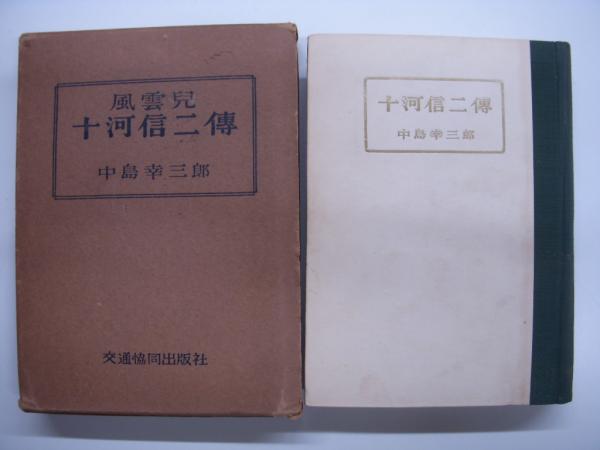 風雲兒
十河信二傳
中島幸三郎
交通協同出版社
十河信二傳
中島幸三郎